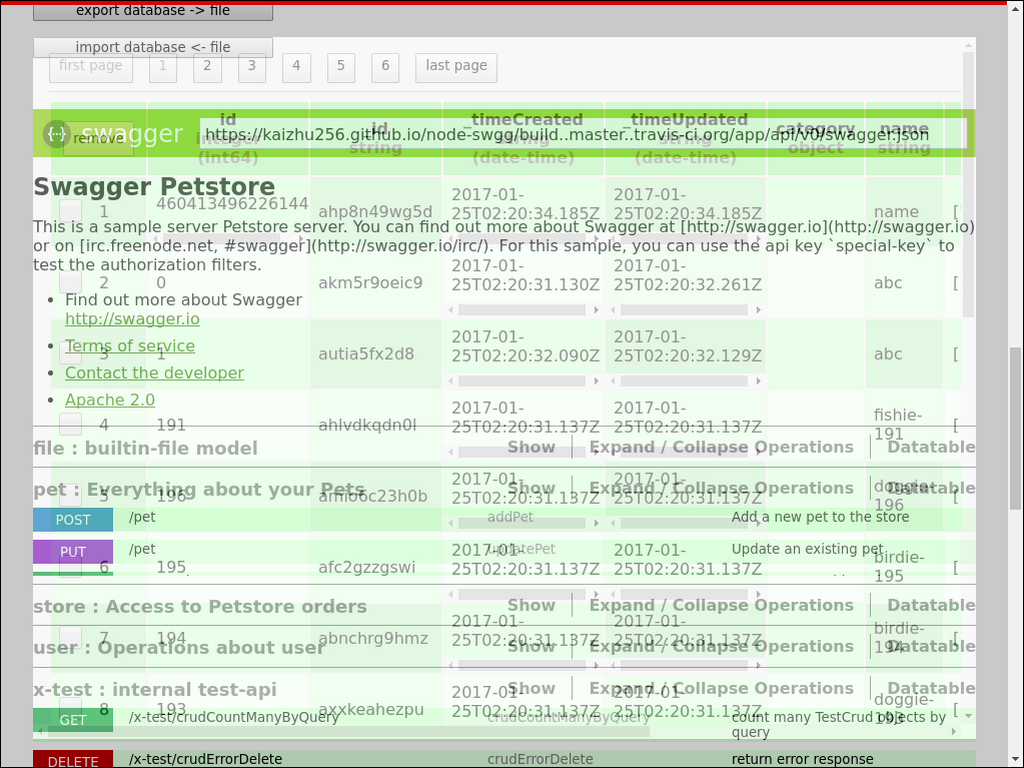 export database -> file
import database <- file
first page 1 2 3 4 5 6 last page
remove
id
integer
(int64)
id
string
_timeCreated
string
(date-time)
_timeUpdated
string
(date-time)
category
object
name
string
swagger https://kaizhu256.github.io/node-swgg/build..master..travis-ci.org/app/api/v0/swagger.json
Swagger Petstore
This is a sample server Petstore server. You can find out more about Swagger at [http://swagger.io](http://swagger.io)
or on [irc.freenode.net, #swagger](http://swagger.io/irc/). For this sample, you can use the api key `special-key` to
test the authorization filters.
• Find out more about Swagger
http://swagger.io
• Terms of service
• Contact the developer
• Apache 2.0
1 460413496226144 ahp8n49wg5d 2017-01-25T02:20:34.185Z 2017-01-25T02:20:34.185Z name [
2 0 akm5r9oeic9 2017-01-25T02:20:31.130Z 2017-01-25T02:20:32.261Z abc [
3 1 autia5fx2d8 2017-01-25T02:20:32.090Z 2017-01-25T02:20:32.129Z abc [
4 191 ahlvdkqdn0l 2017-01-25T02:20:31.137Z 2017-01-25T02:20:31.137Z fishie-191
5 196 2017-01-25T02:20:31.137Z 2017-01-25T02:20:31.137Z doggie-196
6 195 afc2gzzgswi 2017-01-25T02:20:31.137Z 2017-01-25T02:20:31.137Z birdie-195 [
7 194 abnchrg9hmz 2017-01-25T02:20:31.137Z 2017-01-25T02:20:31.137Z birdie-194 [
8 193 axxkeahezpu 2017-01-25T02:20:31.137Z 2017-01-25T02:20:31.137Z doggie-193 [
file : builtin-file model Show Expand / Collapse Operations Datatable
pet : Everything about your Pets Show Expand / Collapse Operations Datatable
POST /pet addPet Add a new pet to the store
PUT /pet updatePet Update an existing pet
store : Access to Petstore orders Show Expand / Collapse Operations Datatable
user : Operations about user Show Expand / Collapse Operations Datatable
x-test : internal test-api Show Expand / Collapse Operations Datatable
GET /x-test/crudCountManyByQuery crudCountManyByQuery count many TestCrud objects by
query
DELETE /x-test/crudErrorDelete crudErrorDelete return error response